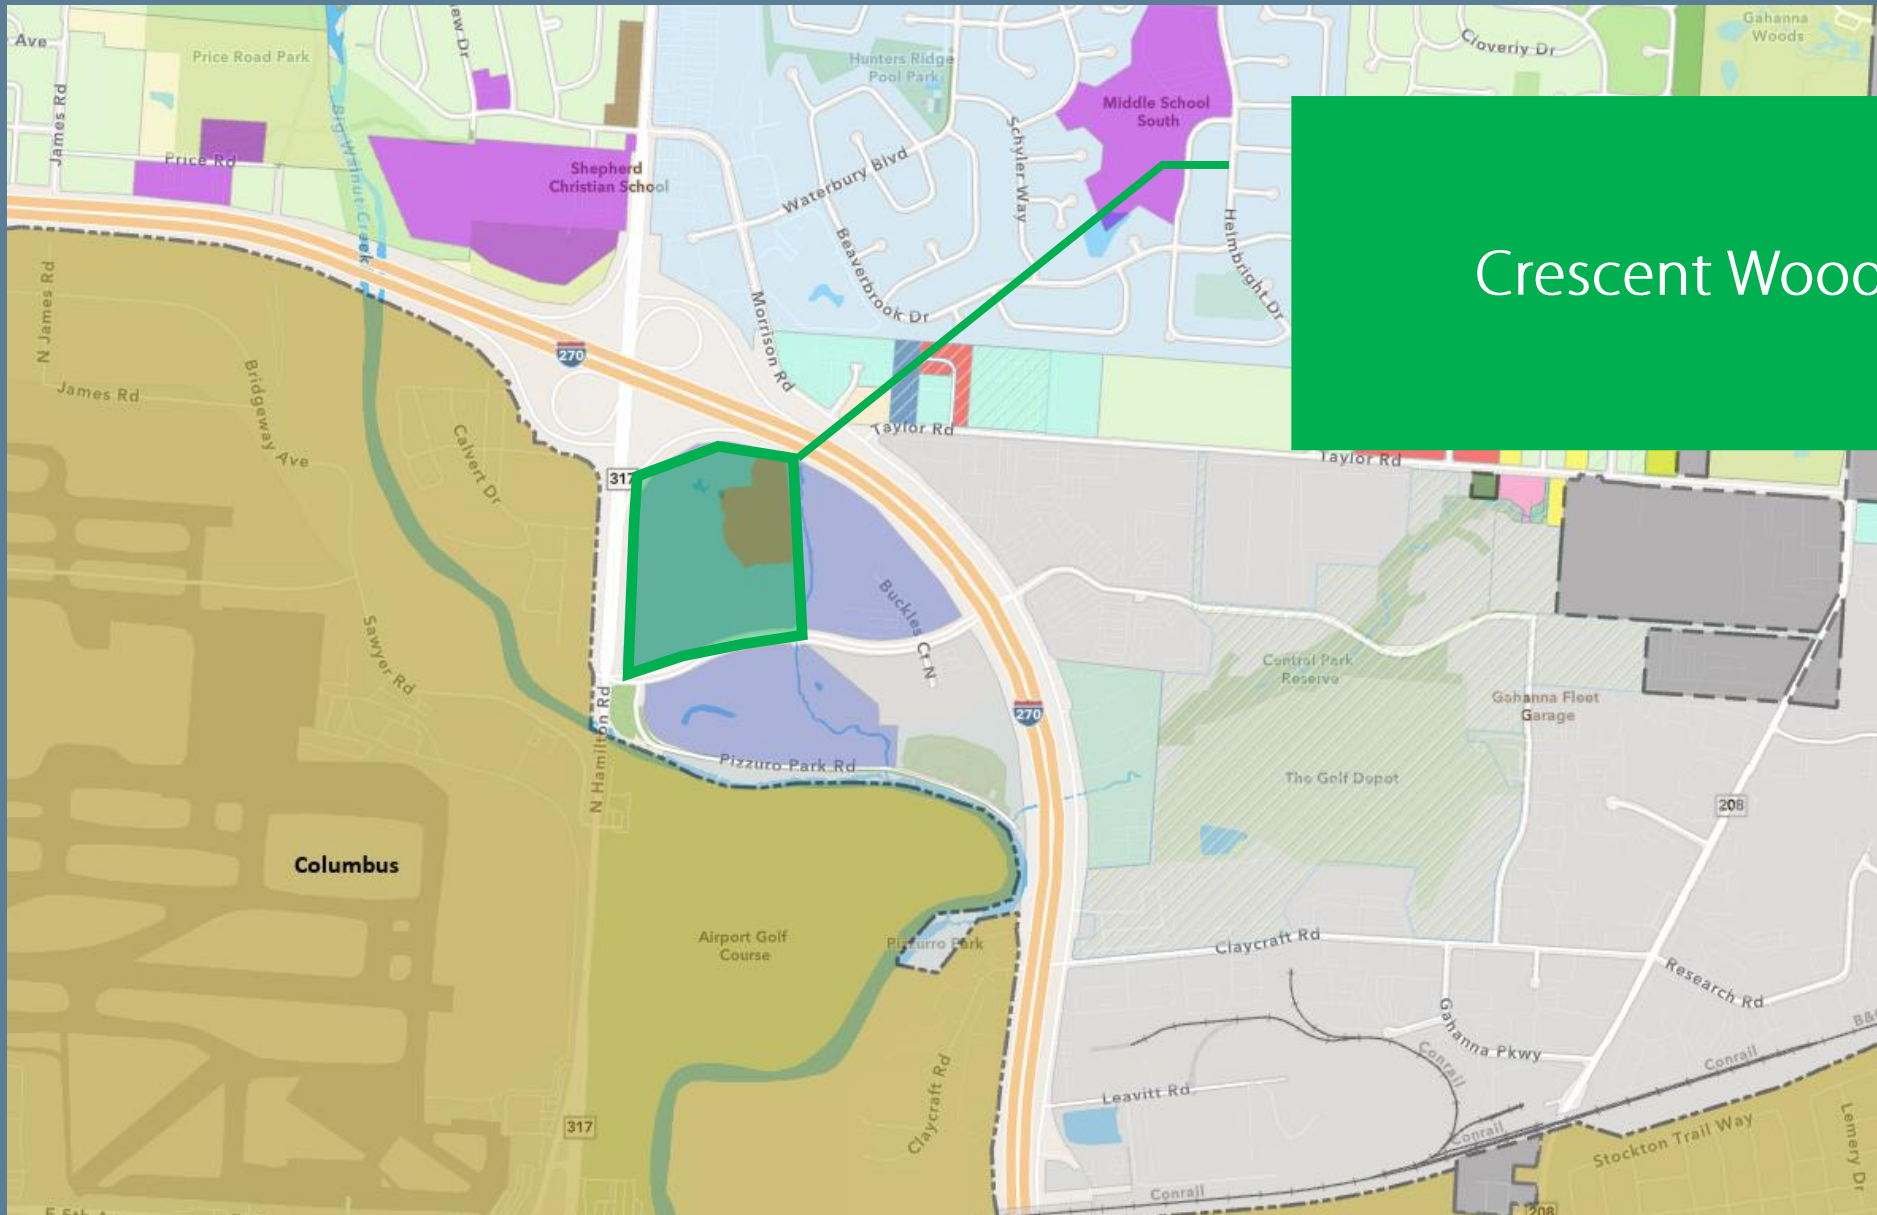 Ave
James Rd
Price Road Park
Big Walnut Creek
Price Rd
Shepherd
Christian School
Hunters Ridge
Pool Park
Waterbury Blvd
Schyler Way
Middle School
South
Cloverly Dr
Gahanna
Woods
Beaverbrook Dr
Helmbright Dr
Morrison Rd
Crescent Wood
N James Rd
James Rd
Bridgeway Ave
Calvert Dr
270
317
Taylor Rd
Taylor Rd
Sawyer Rd
Buckles Ct N
N Hamilton Rd
Pizzuro Park Rd
270
Central Park
Reserve
Gahanna Fleet
Garage
The Golf Depot
208
Columbus
Airport Golf
Course
Pizzurro Park
Claycraft Rd
Research Rd
Gahanna Pkwy
Conrail
Conrail
Claycraft Rd
Leavitt Rd
Conrail
Conrail
Stockton Trail Way
Lemery Dr
317
208